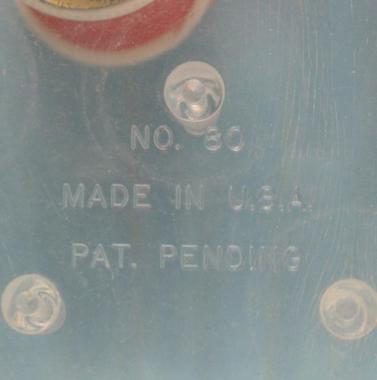 NO. 80
MADE IN U.S.A.
PAT. PENDING